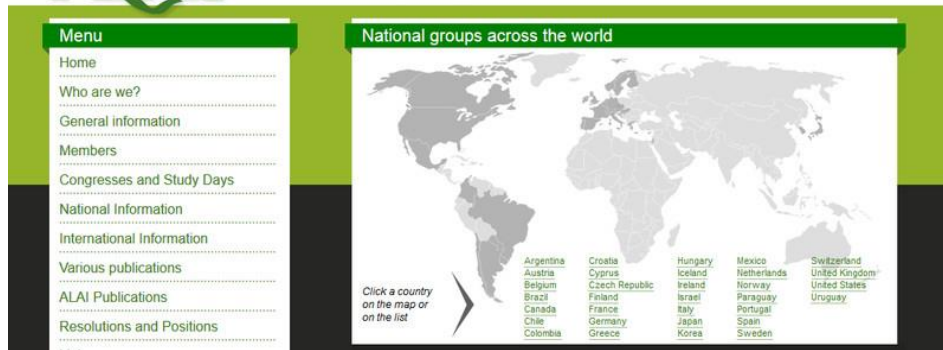 Menu
Home
Who are we?
General information
Members
Congresses and Study Days
National Information
International Information
Various publications
ALAI Publications
Resolutions and Positions
National groups across the world
Click a country
on the map or
on the list
Argentina
Austria
Belgium
Brazil
Canada
Chile
Colombia
Croatia
Cyprus
Czech Republic
Finland
France
Germany
Greece
Hungary
Iceland
Ireland
Israel
Italy
Japan
Korea
Mexico
Netherlands
Norway
Paraguay
Portugal
Spain
Sweden
Switzerland
United Kingdom
United States
Uruguay